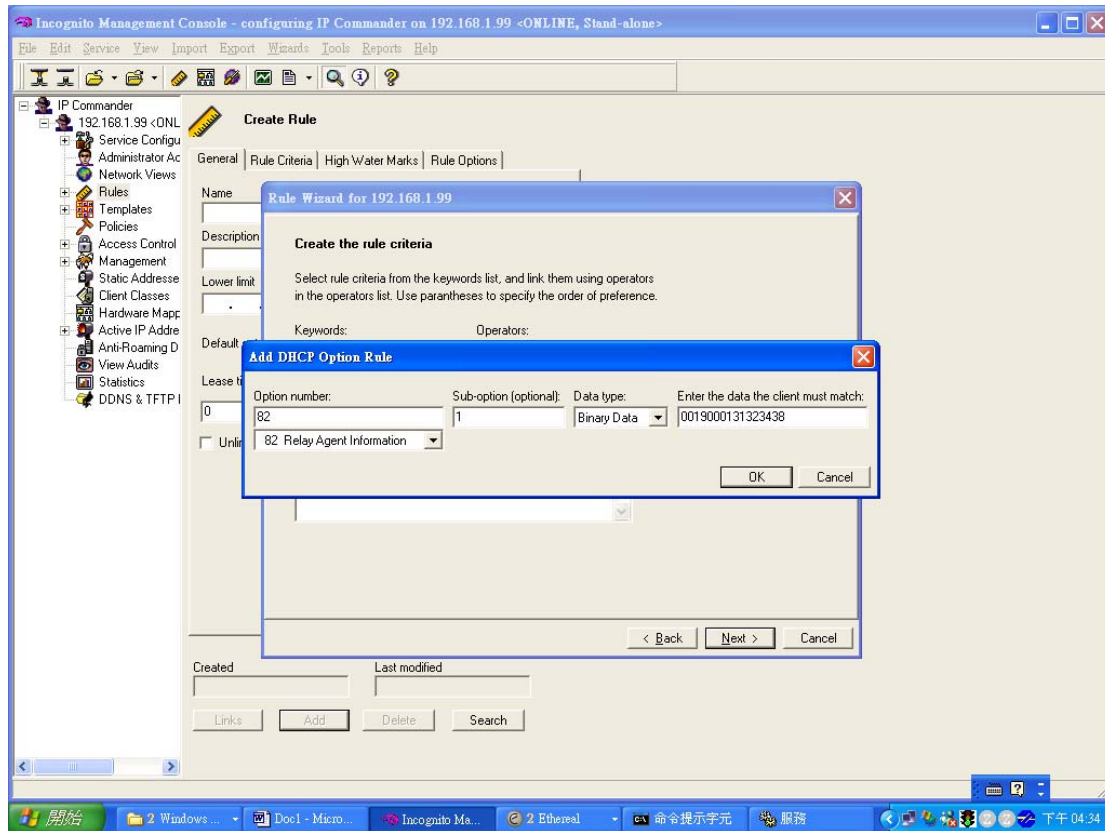 Incognito Management Console - configuring IP Commander on 192.168.1.99 <ONLINE, Stand-alone>
File Edit Service View Import Export Wizards Tools Reports Help
IP Commander
192.168.1.99 <ONL
Service Configu
Administrator Ac
Network Views
Rules
Templates
Policies
Access Control
Management
Static Addresse
Client Classes
Hardware Mapp
Active IP Addre
Anti-Roaming D
View Audits
Statistics
DDNS & TFTP
Create Rule
General Rule Criteria High Water Marks Rule Options
Name
Description
Lower limit
. .
Default
Lease ti
0
Unlin
Rule Wizard for 192.168.1.99
Create the rule criteria
Select rule criteria from the keywords list, and link them using operators
in the operators list. Use parantheses to specify the order of preference.
Keywords: Operators:
Add DHCP Option Rule
Option number: Sub-option (optional): Data type: Enter the data the client must match:
82 1 Binary Data 0019000131323438
82 Relay Agent Information
OK Cancel
< Back Next > Cancel
Created Last modified
Links Add Delete Search
開始 2 Windows ... Doc1 - Micro... Incognito Ma... 2 Ethereal 命令提示字元 服務 下午 04:34